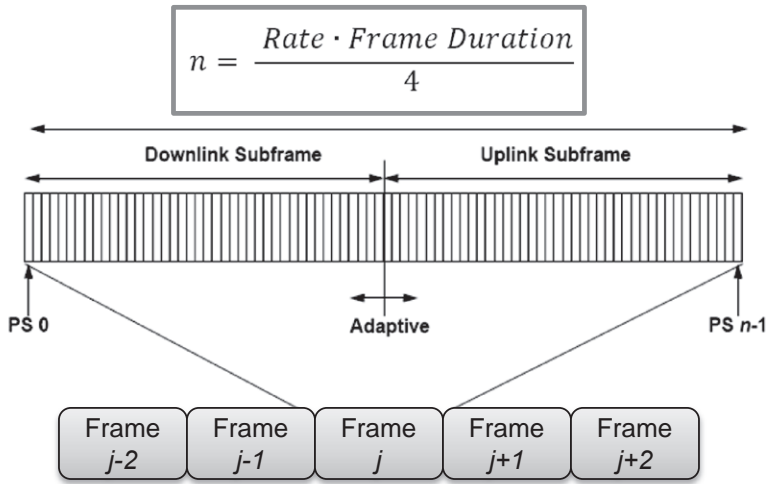 n = Rate · Frame Duration / 4
Downlink Subframe Uplink Subframe
PS 0 Adaptive PS n-1
Frame Frame Frame Frame Frame
j-2 j-1 j j+1 j+2